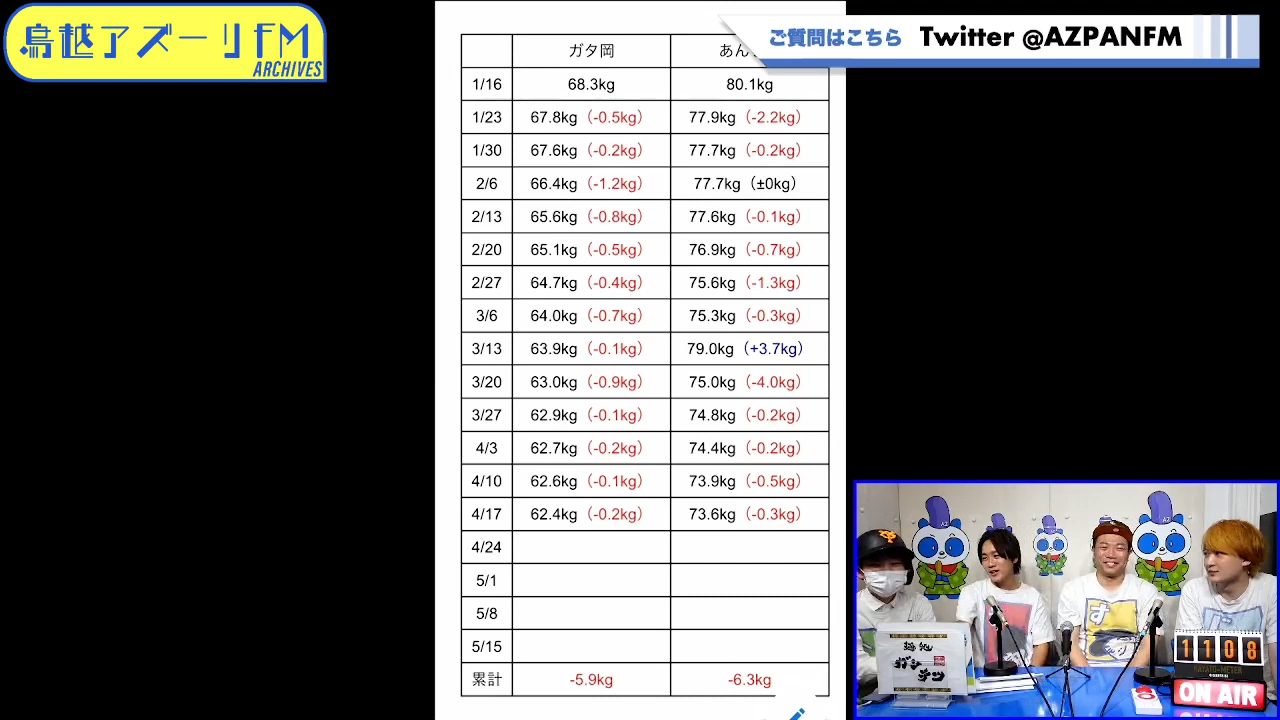 鳥越アズーリFM
ARCHIVES
ご質問はこちら Twitter @AZPANFM
ガタ岡 あん
1/16 68.3kg 80.1kg
1/23 67.8kg（-0.5kg） 77.9kg（-2.2kg）
1/30 67.6kg（-0.2kg） 77.7kg（-0.2kg）
2/6 66.4kg（-1.2kg） 77.7kg（±0kg）
2/13 65.6kg（-0.8kg） 77.6kg（-0.1kg）
2/20 65.1kg（-0.5kg） 76.9kg（-0.7kg）
2/27 64.7kg（-0.4kg） 75.6kg（-1.3kg）
3/6 64.0kg（-0.7kg） 75.3kg（-0.3kg）
3/13 63.9kg（-0.1kg） 79.0kg（+3.7kg）
3/20 63.0kg（-0.9kg） 75.0kg（-4.0kg）
3/27 62.9kg（-0.1kg） 74.8kg（-0.2kg）
4/3 62.7kg（-0.2kg） 74.4kg（-0.2kg）
4/10 62.6kg（-0.1kg） 73.9kg（-0.5kg）
4/17 62.4kg（-0.2kg） 73.6kg（-0.3kg）
4/24
5/1
5/8
5/15
累計 -5.9kg -6.3kg
す
1108
ON AIR